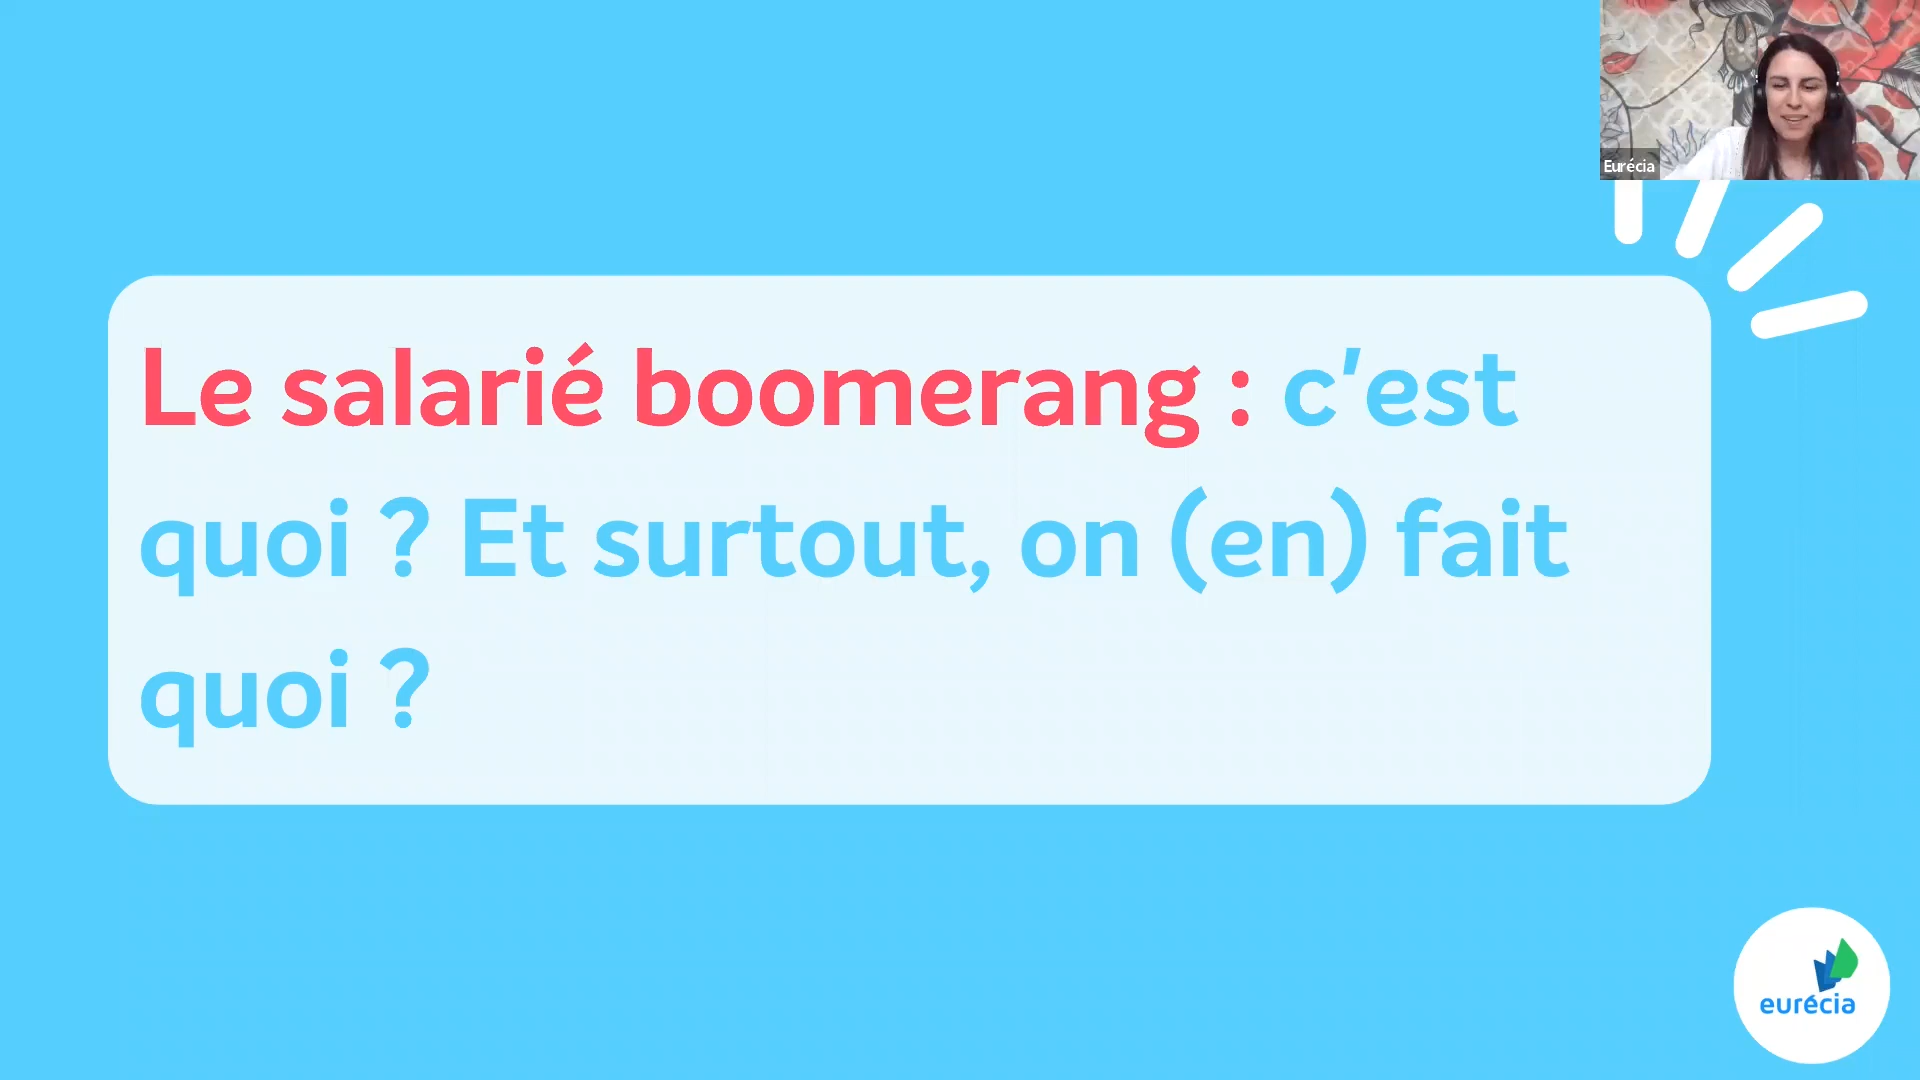 Eurécia
Le salarié boomerang : c'est
quoi ? Et surtout, on (en) fait
quoi ?
eurécia